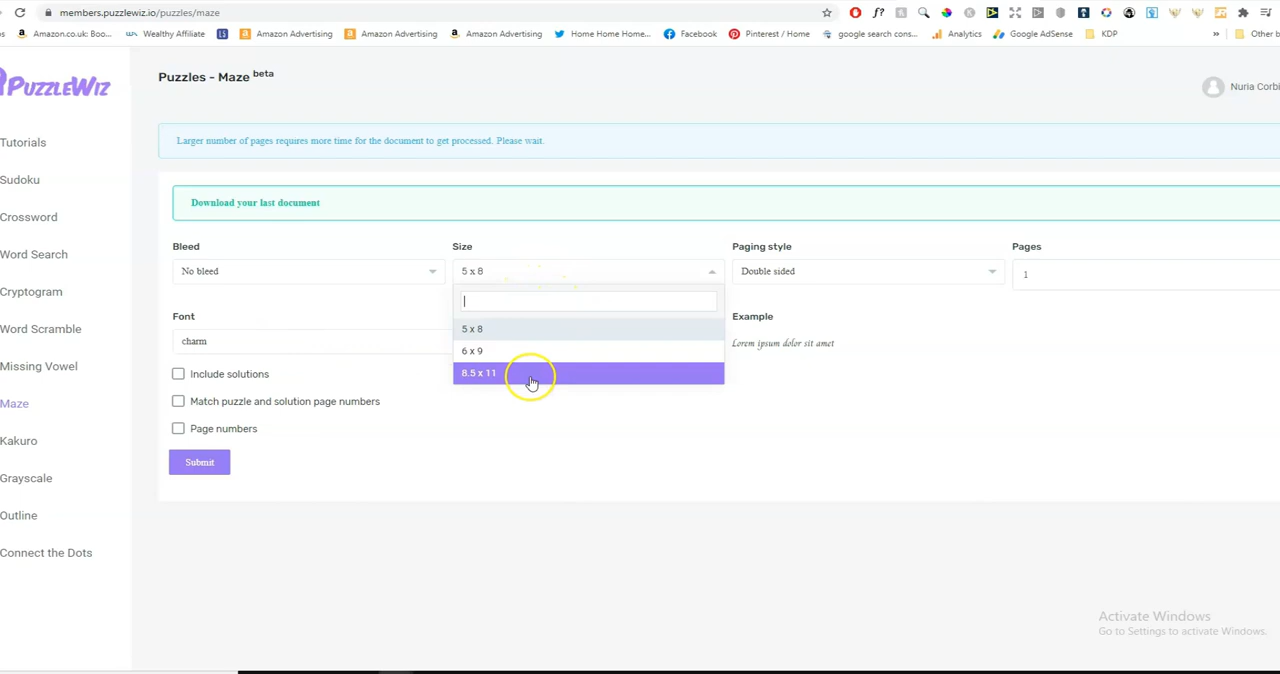 members.puzzlewiz.io/puzzles/maze
Amazon.co.uk: Boo... Wealthy Affiliate Amazon Advertising Amazon Advertising Amazon Advertising Home Home Home... Facebook Pinterest / Home google search cons... Analytics Google AdSense KDP » Other b
Puzzles - Maze beta
PUZZLEWIZ
Nuria Corbi
Tutorials
Larger number of pages requires more time for the document to get processed. Please wait.
Sudoku
Download your last document
Crossword
Word Search
Cryptogram
Word Scramble
Missing Vowel
Maze
Kakuro
Grayscale
Outline
Connect the Dots
Bleed Size Paging style Pages
No bleed 5 x 8 Double sided 1
5 x 8
6 x 9
8.5 x 11
Font Example
charm Lorem ipsum dolor sit amet
Include solutions
Match puzzle and solution page numbers
Page numbers
Submit
Activate Windows
Go to Settings to activate Windows.